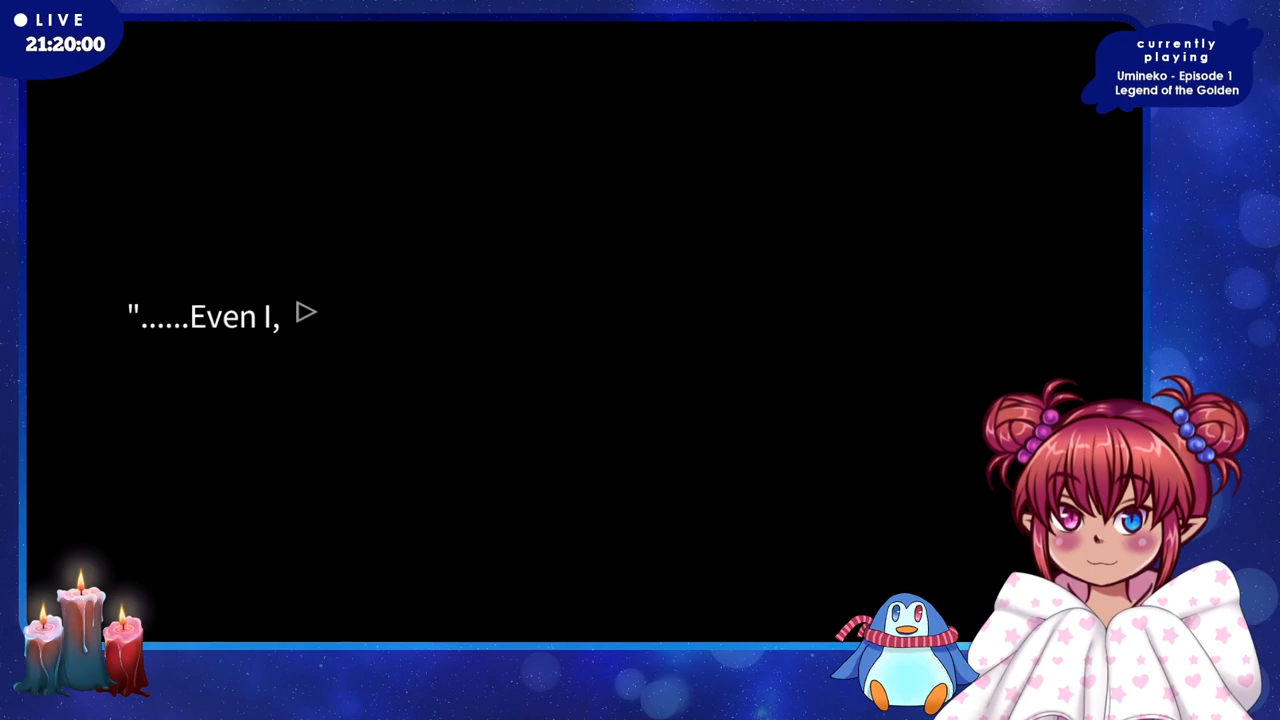 LIVE
21:20:00
currently
playing
Umineko - Episode 1
Legend of the Golden
"......Even I,